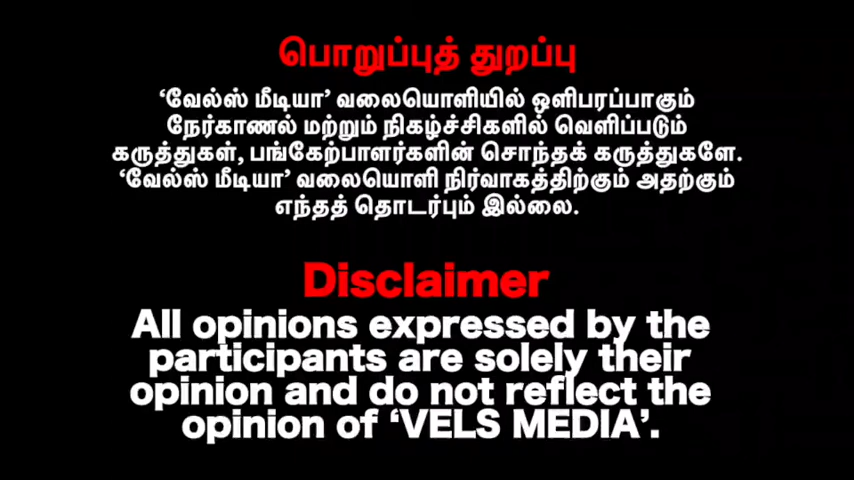 பொறுப்புத் துறப்பு
‘வேல்ஸ் மீடியா’ வலையொளியில் ஒளிபரப்பாகும்
நேர்காணல் மற்றும் நிகழ்ச்சிகளில் வெளிப்படும்
கருத்துகள், பங்கேற்பாளர்களின் சொந்தக் கருத்துகளே.
‘வேல்ஸ் மீடியா’ வலையொளி நிர்வாகத்திற்கும் அதற்கும்
எந்தத் தொடர்பும் இல்லை.
Disclaimer
All opinions expressed by the
participants are solely their
opinion and do not reflect the
opinion of ‘VELS MEDIA’.